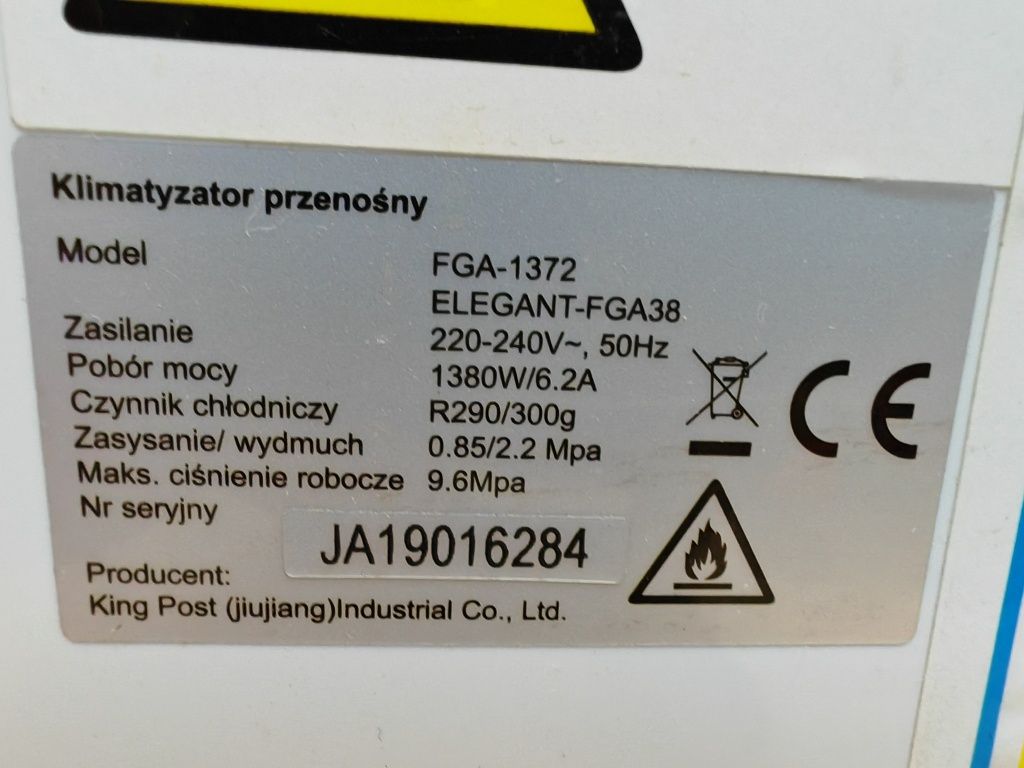 Klimatyzator przenośny
Model FGA-1372
ELEGANT-FGA38
Zasilanie 220-240V~, 50Hz
Pobór mocy 1380W/6.2A
Czynnik chłodniczy R290/300g
Zasysanie/ wydmuch 0.85/2.2 Mpa
Maks. ciśnienie robocze 9.6Mpa
Nr seryjny JA19016284
Producent:
King Post (jiujiang)Industrial Co., Ltd.
CE